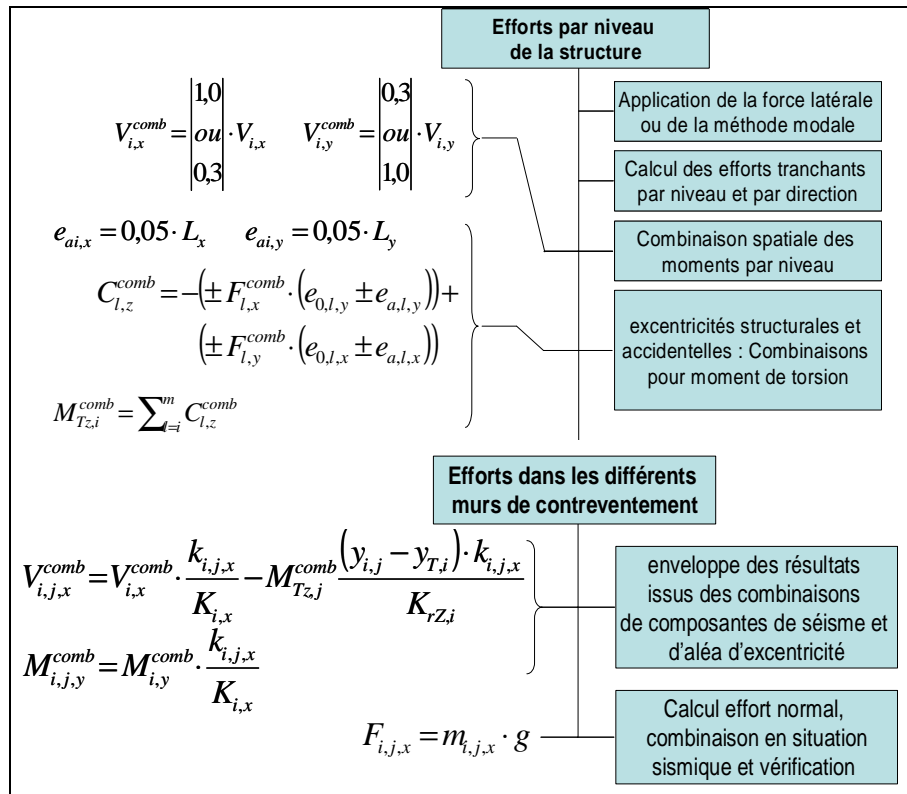 Efforts par niveau
de la structure
Application de la force latérale
ou de la méthode modale
Calcul des efforts tranchants
par niveau et par direction
Combinaison spatiale des
moments par niveau
excentricités structurales et
accidentelles : Combinaisons
pour moment de torsion
V_{i,x}^{comb} = |1,0 ou 0,3| · V_{i,x} V_{i,y}^{comb} = |0,3 ou 1,0| · V_{i,y}
e_{ai,x} = 0,05 · L_x e_{ai,y} = 0,05 · L_y
C_{l,z}^{comb} = −(± F_{l,x}^{comb} · (e_{0,l,y} ± e_{a,l,y})) +
(± F_{l,y}^{comb} · (e_{0,l,x} ± e_{a,l,x}))
M_{Tz,i}^{comb} = ∑_{l=i}^{m} C_{l,z}^{comb}
Efforts dans les différents
murs de contreventement
V_{i,j,x}^{comb} = V_{i,x}^{comb} · k_{i,j,x} / K_{i,x} − M_{Tz,j}^{comb} (y_{i,j} − y_{T,i}) · k_{i,j,x} / K_{rZ,i}
M_{i,j,y}^{comb} = M_{i,y}^{comb} · k_{i,j,x} / K_{i,x}
enveloppe des résultats
issus des combinaisons
de composantes de séisme et
d'aléa d'excentricité
F_{i,j,x} = m_{i,j,x} · g
Calcul effort normal,
combinaison en situation
sismique et vérification